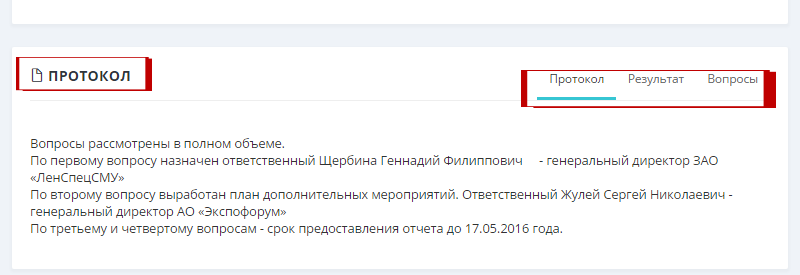 ПРОТОКОЛ
Протокол Результат Вопросы
Вопросы рассмотрены в полном объеме.
По первому вопросу назначен ответственный Щербина Геннадий Филиппович - генеральный директор ЗАО
«ЛенСпецСМУ»
По второму вопросу выработан план дополнительных мероприятий. Ответственный Жулей Сергей Николаевич -
генеральный директор АО «Экспофорум»
По третьему и четвертому вопросам - срок предоставления отчета до 17.05.2016 года.